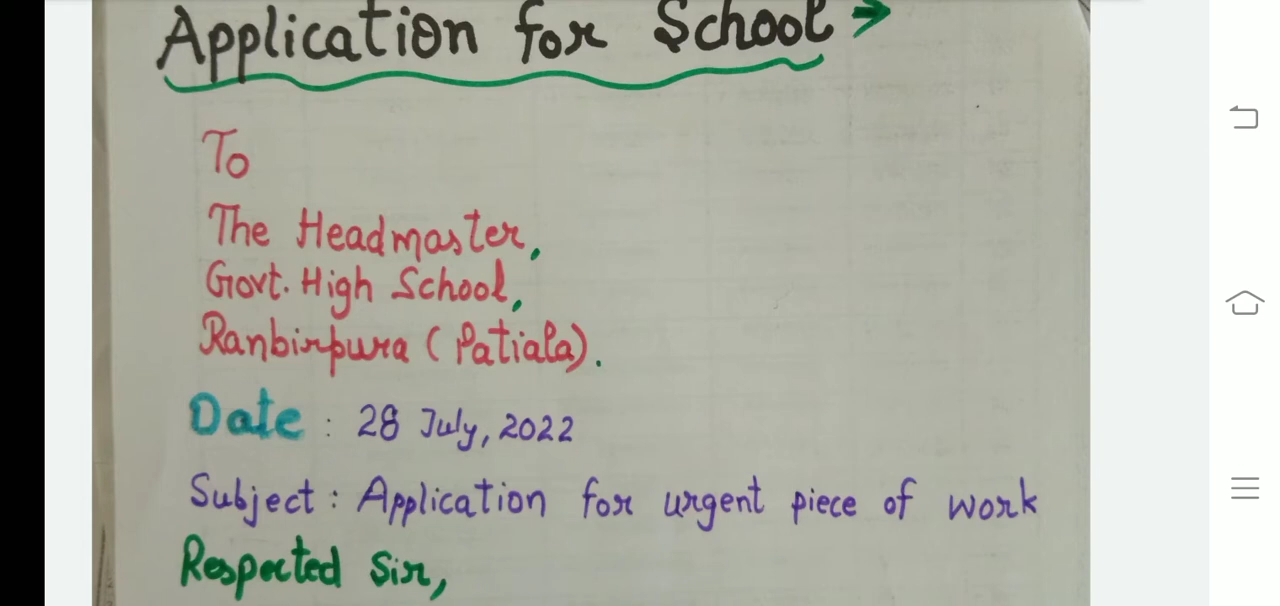 Application for School →
To
The Headmaster,
Govt. High School,
Ranbirpura (Patiala).
Date : 28 July, 2022
Subject : Application for urgent piece of work
Respected Sir,